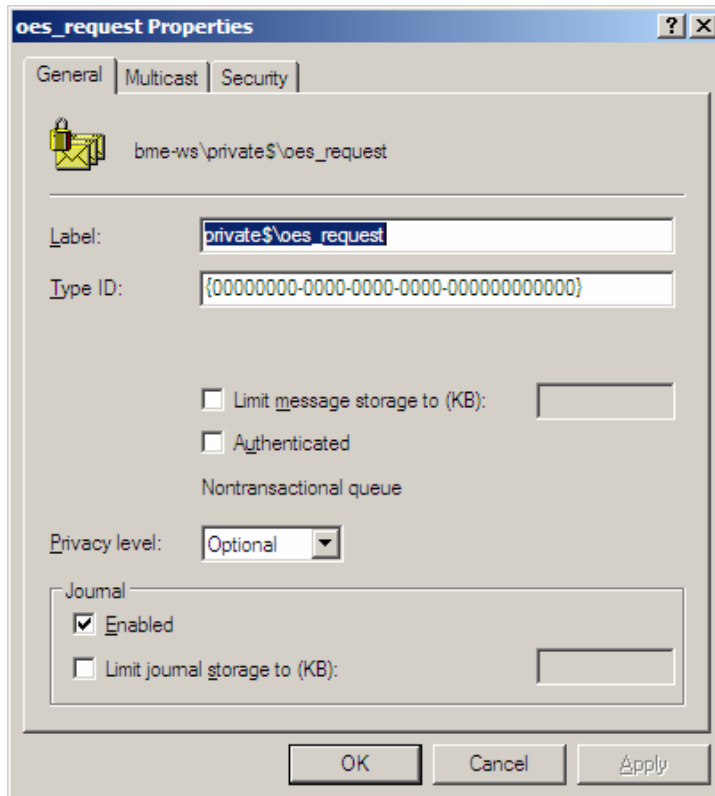 oes_request Properties
General Multicast Security
bme-ws\private$\oes_request
Label: private$\oes_request
Type ID: {00000000-0000-0000-0000-000000000000}
Limit message storage to (KB):
Authenticated
Nontransactional queue
Privacy level: Optional
Journal
Enabled
Limit journal storage to (KB):
OK Cancel Apply